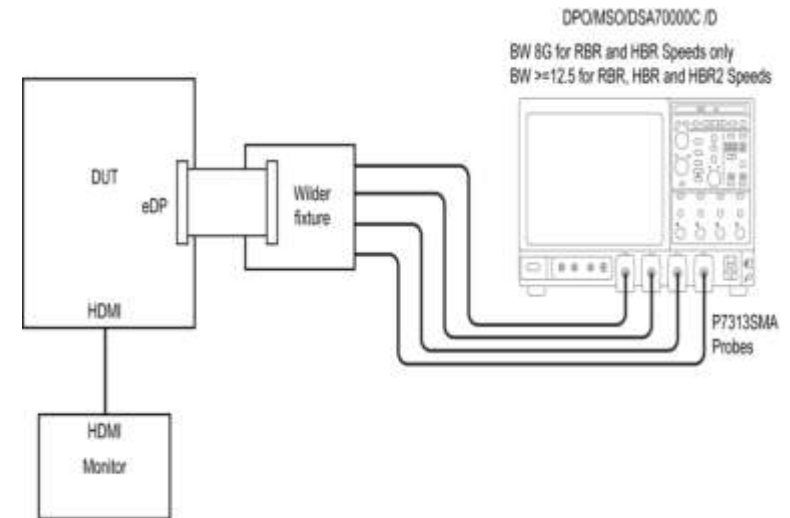 DPO/MSO/DSA70000C /D
BW 8G for RBR and HBR Speeds only
BW >=12.5 for RBR, HBR and HBR2 Speeds
DUT
eDP
Wilder
fixture
HDMI
P7313SMA
Probes
HDMI
Monitor